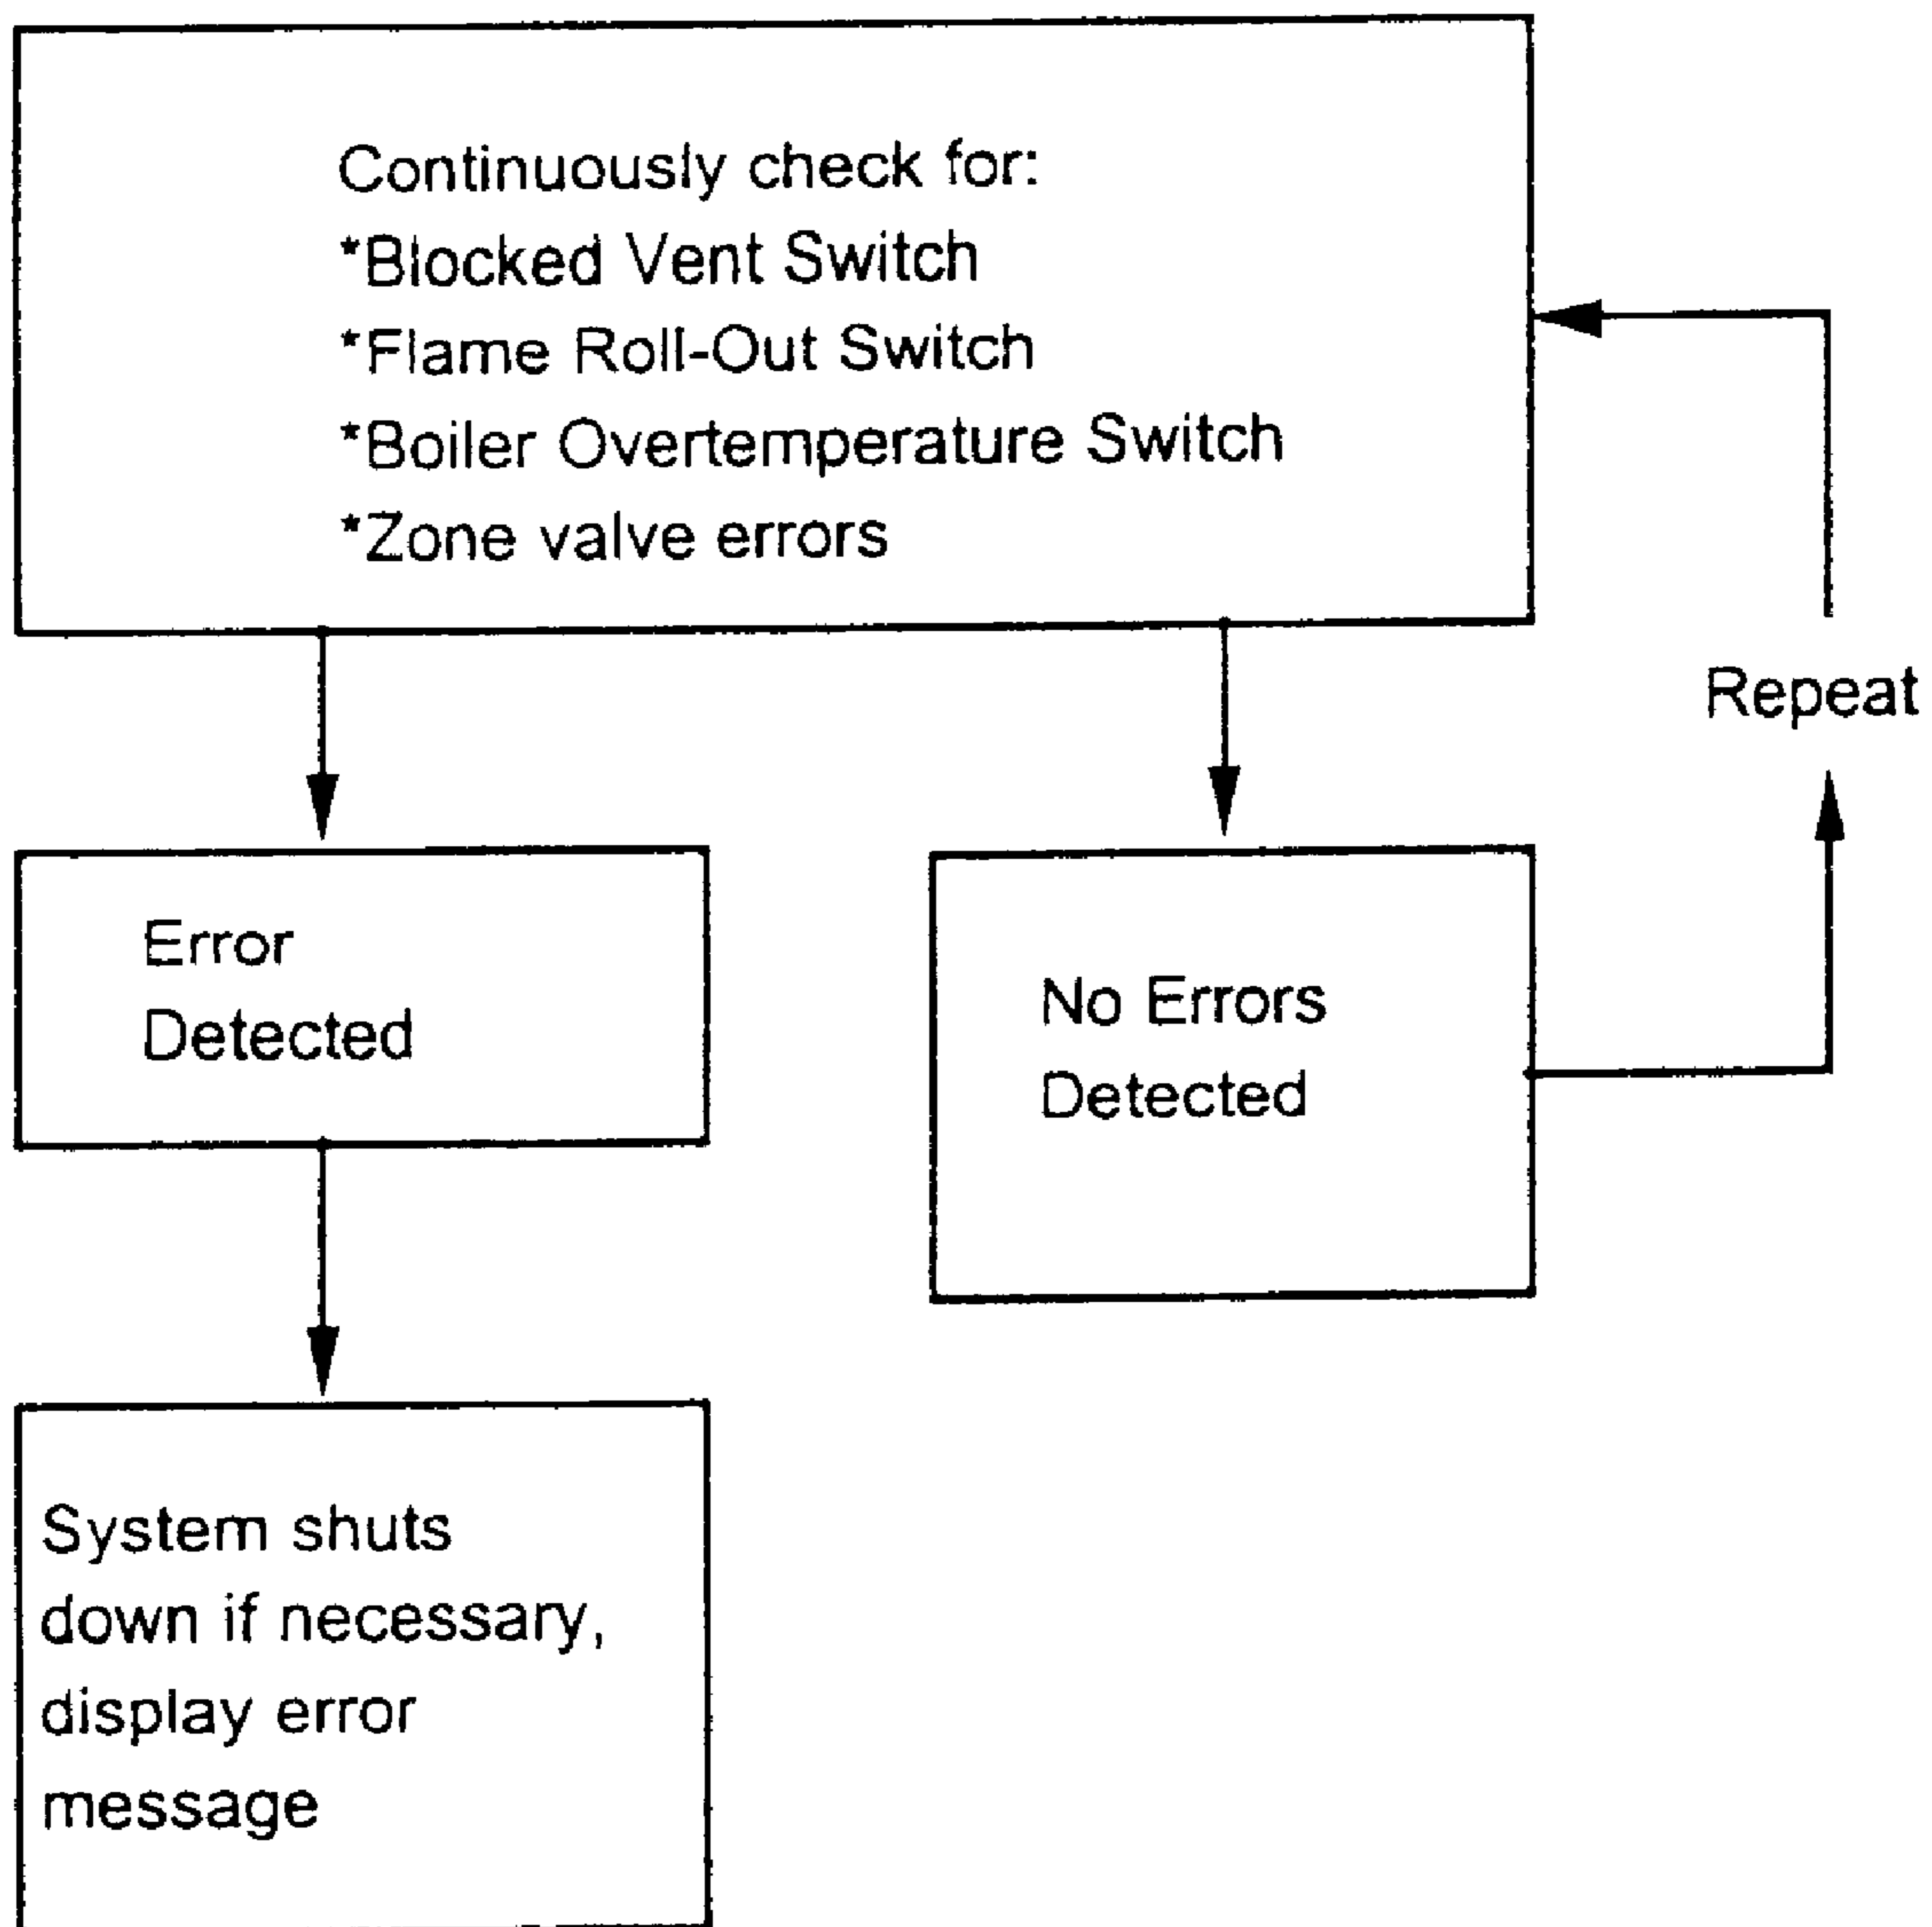 Continuously check for:
*Blocked Vent Switch
*Flame Roll-Out Switch
*Boiler Overtemperature Switch
*Zone valve errors
Repeat
Error
Detected
No Errors
Detected
System shuts
down if necessary,
display error
message